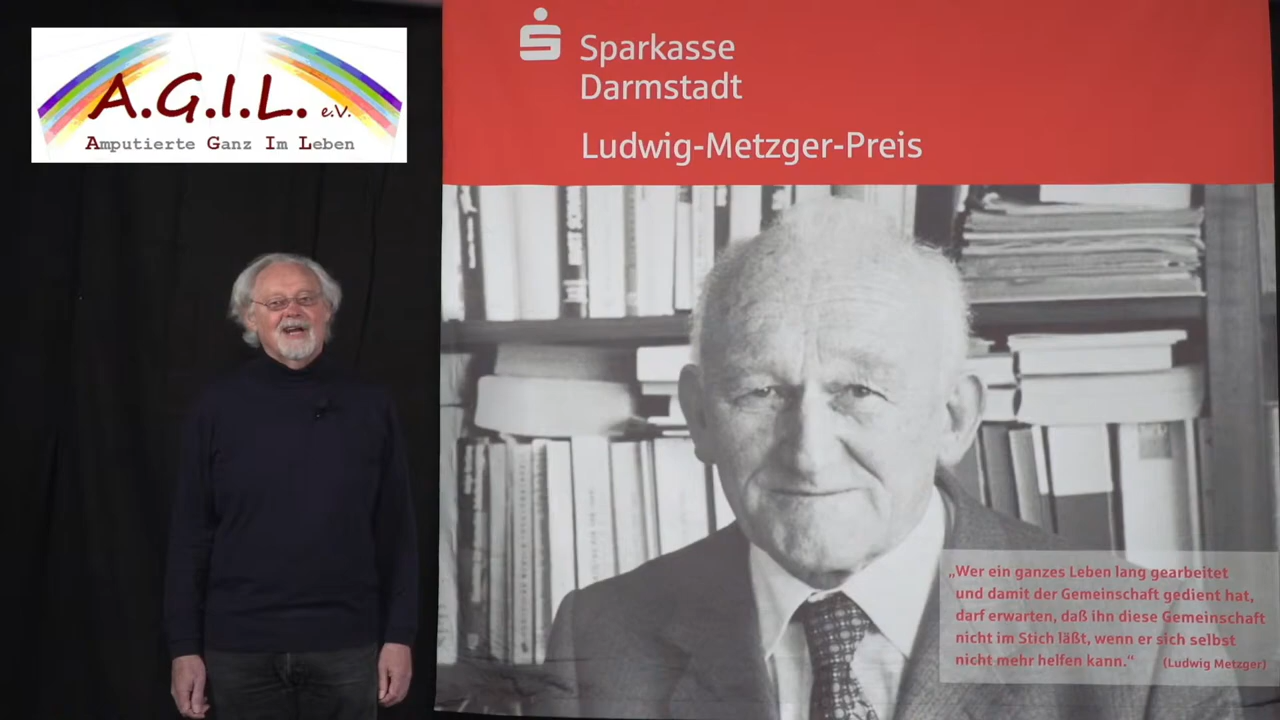 A.G.I.L. e.V.
Amputierte Ganz Im Leben
Sparkasse
Darmstadt
Ludwig-Metzger-Preis
„Wer ein ganzes Leben lang gearbeitet
und damit der Gemeinschaft gedient hat,
darf erwarten, daß ihn diese Gemeinschaft
nicht im Stich läßt, wenn er sich selbst
nicht mehr helfen kann.“ (Ludwig Metzger)